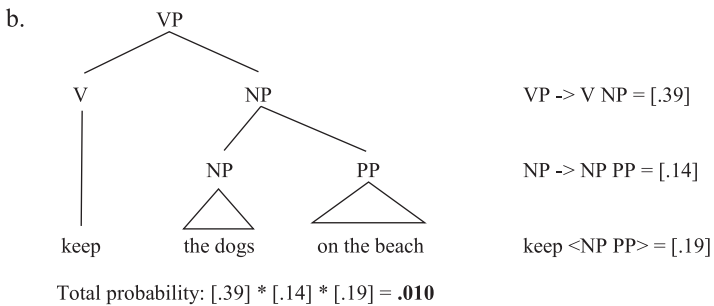 b.
VP
V NP VP -> V NP = [.39]
NP PP NP -> NP PP = [.14]
keep the dogs on the beach keep <NP PP> = [.19]
Total probability: [.39] * [.14] * [.19] = .010